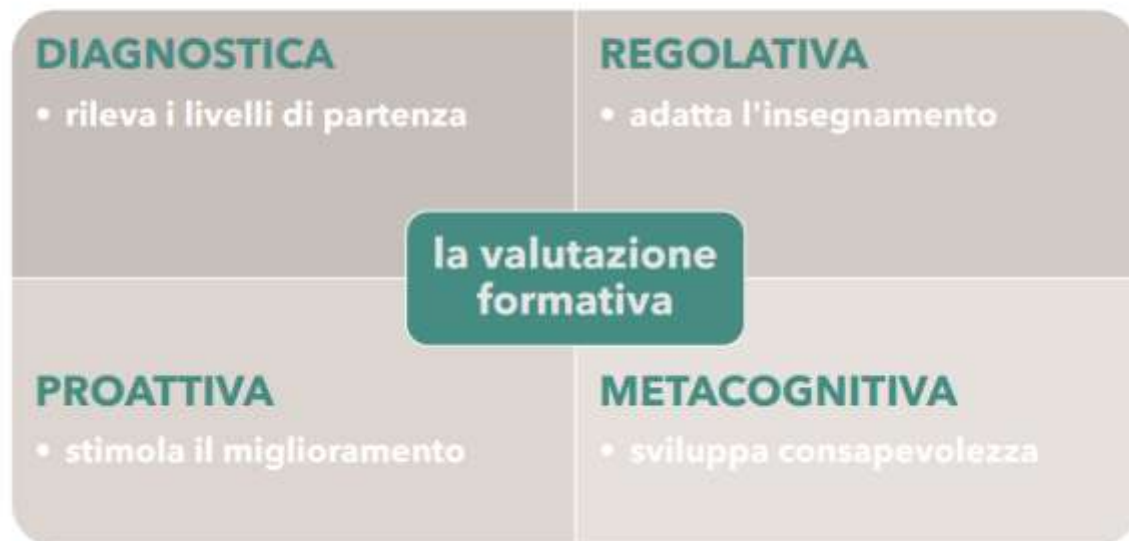 DIAGNOSTICA
• rileva i livelli di partenza
REGOLATIVA
• adatta l'insegnamento
la valutazione
formativa
PROATTIVA
• stimola il miglioramento
METACOGNITIVA
• sviluppa consapevolezza